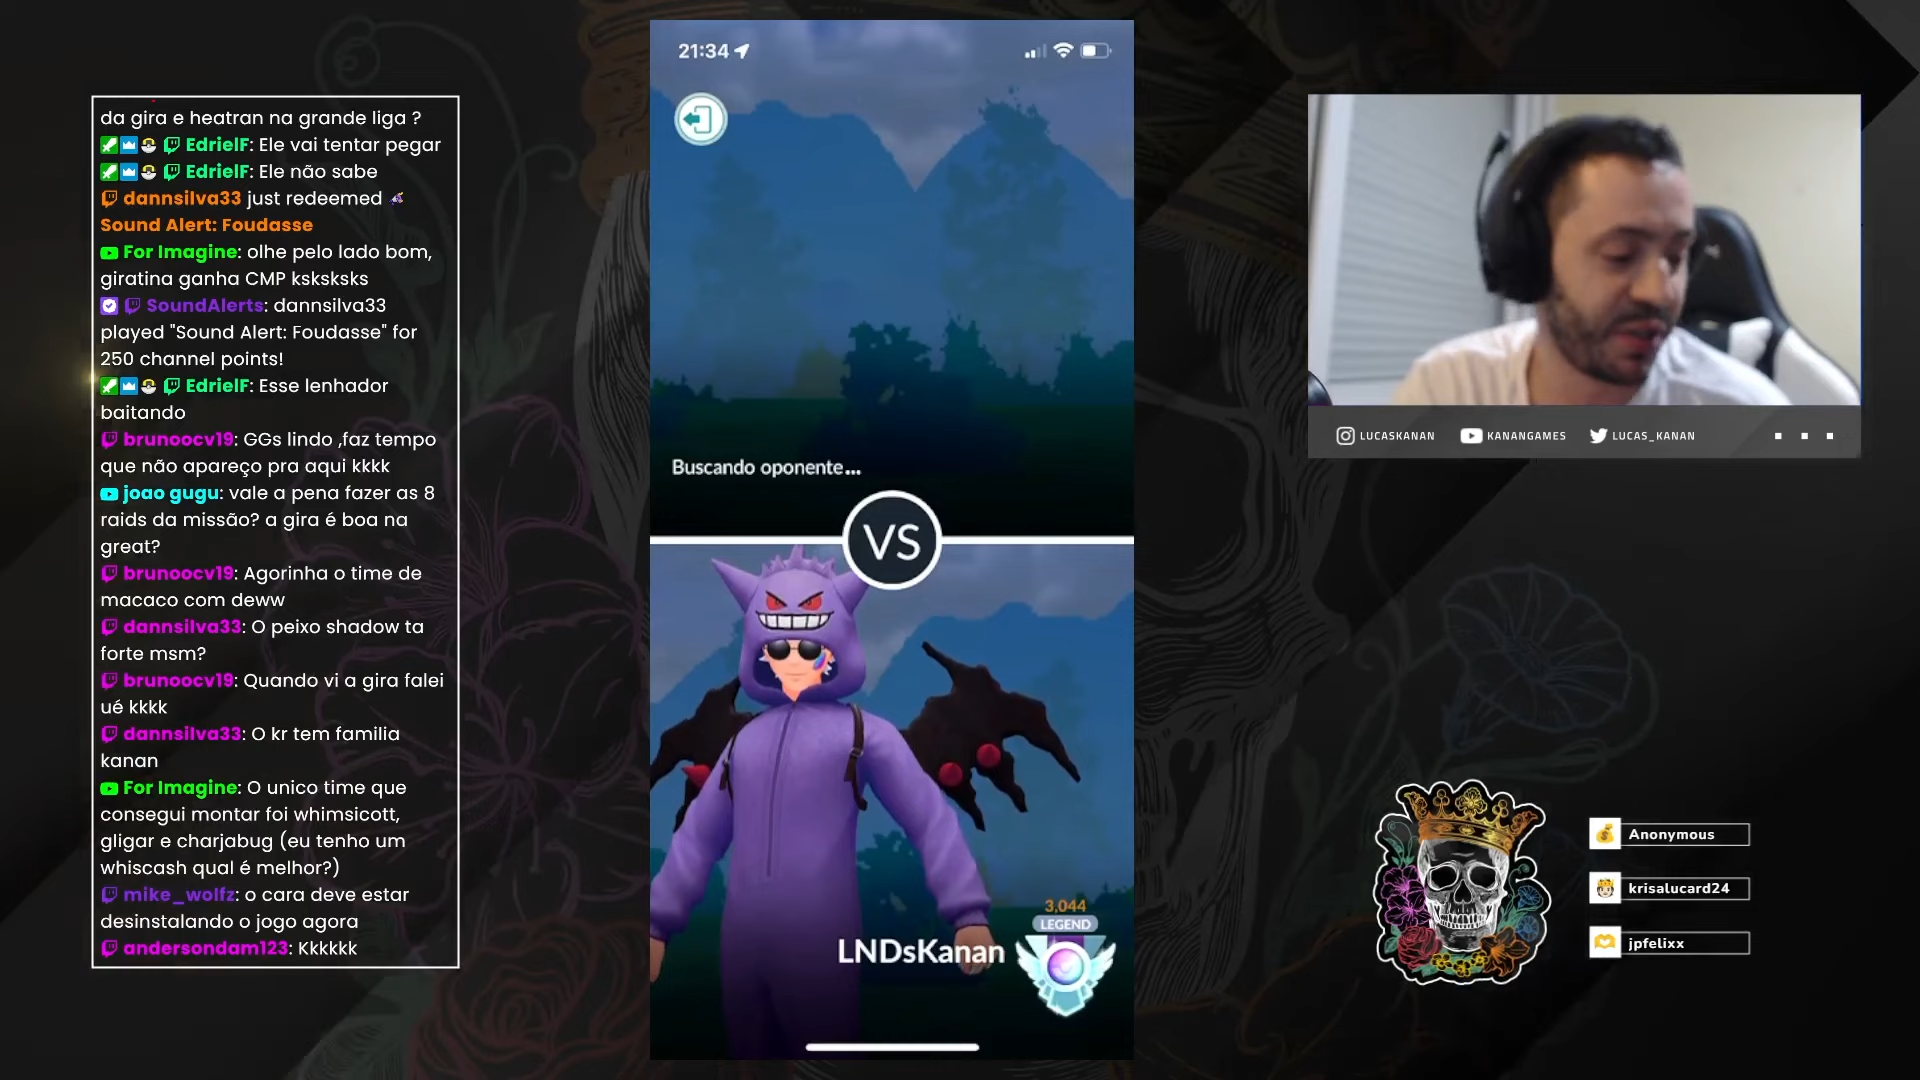 da gira e heatran na grande liga ?
EdrielF: Ele vai tentar pegar
EdrielF: Ele não sabe
dannsilva33 just redeemed
Sound Alert: Foudasse
For Imagine: olhe pelo lado bom,
giratina ganha CMP ksksksks
SoundAlerts: dannsilva33
played "Sound Alert: Foudasse" for
250 channel points!
EdrielF: Esse lenhador
baitando
brunoocv19: GGs lindo ,faz tempo
que não apareço pra aqui kkkk
joao gugu: vale a pena fazer as 8
raids da missão? a gira é boa na
great?
brunoocv19: Agorinha o time de
macaco com deww
dannsilva33: O peixo shadow ta
forte msm?
brunoocv19: Quando vi a gira falei
ué kkkk
dannsilva33: O kr tem familia
kanan
For Imagine: O unico time que
consegui montar foi whimsicott,
gligar e charjabug (eu tenho um
whiscash qual é melhor?)
mike_wolfz: o cara deve estar
desinstalando o jogo agora
andersondam123: Kkkkkk
21:34
Buscando oponente...
VS
3,044
LEGEND
LNDsKanan
LUCASKANAN
KANANGAMES
LUCAS_KANAN
Anonymous
krisalucard24
jpfelixx